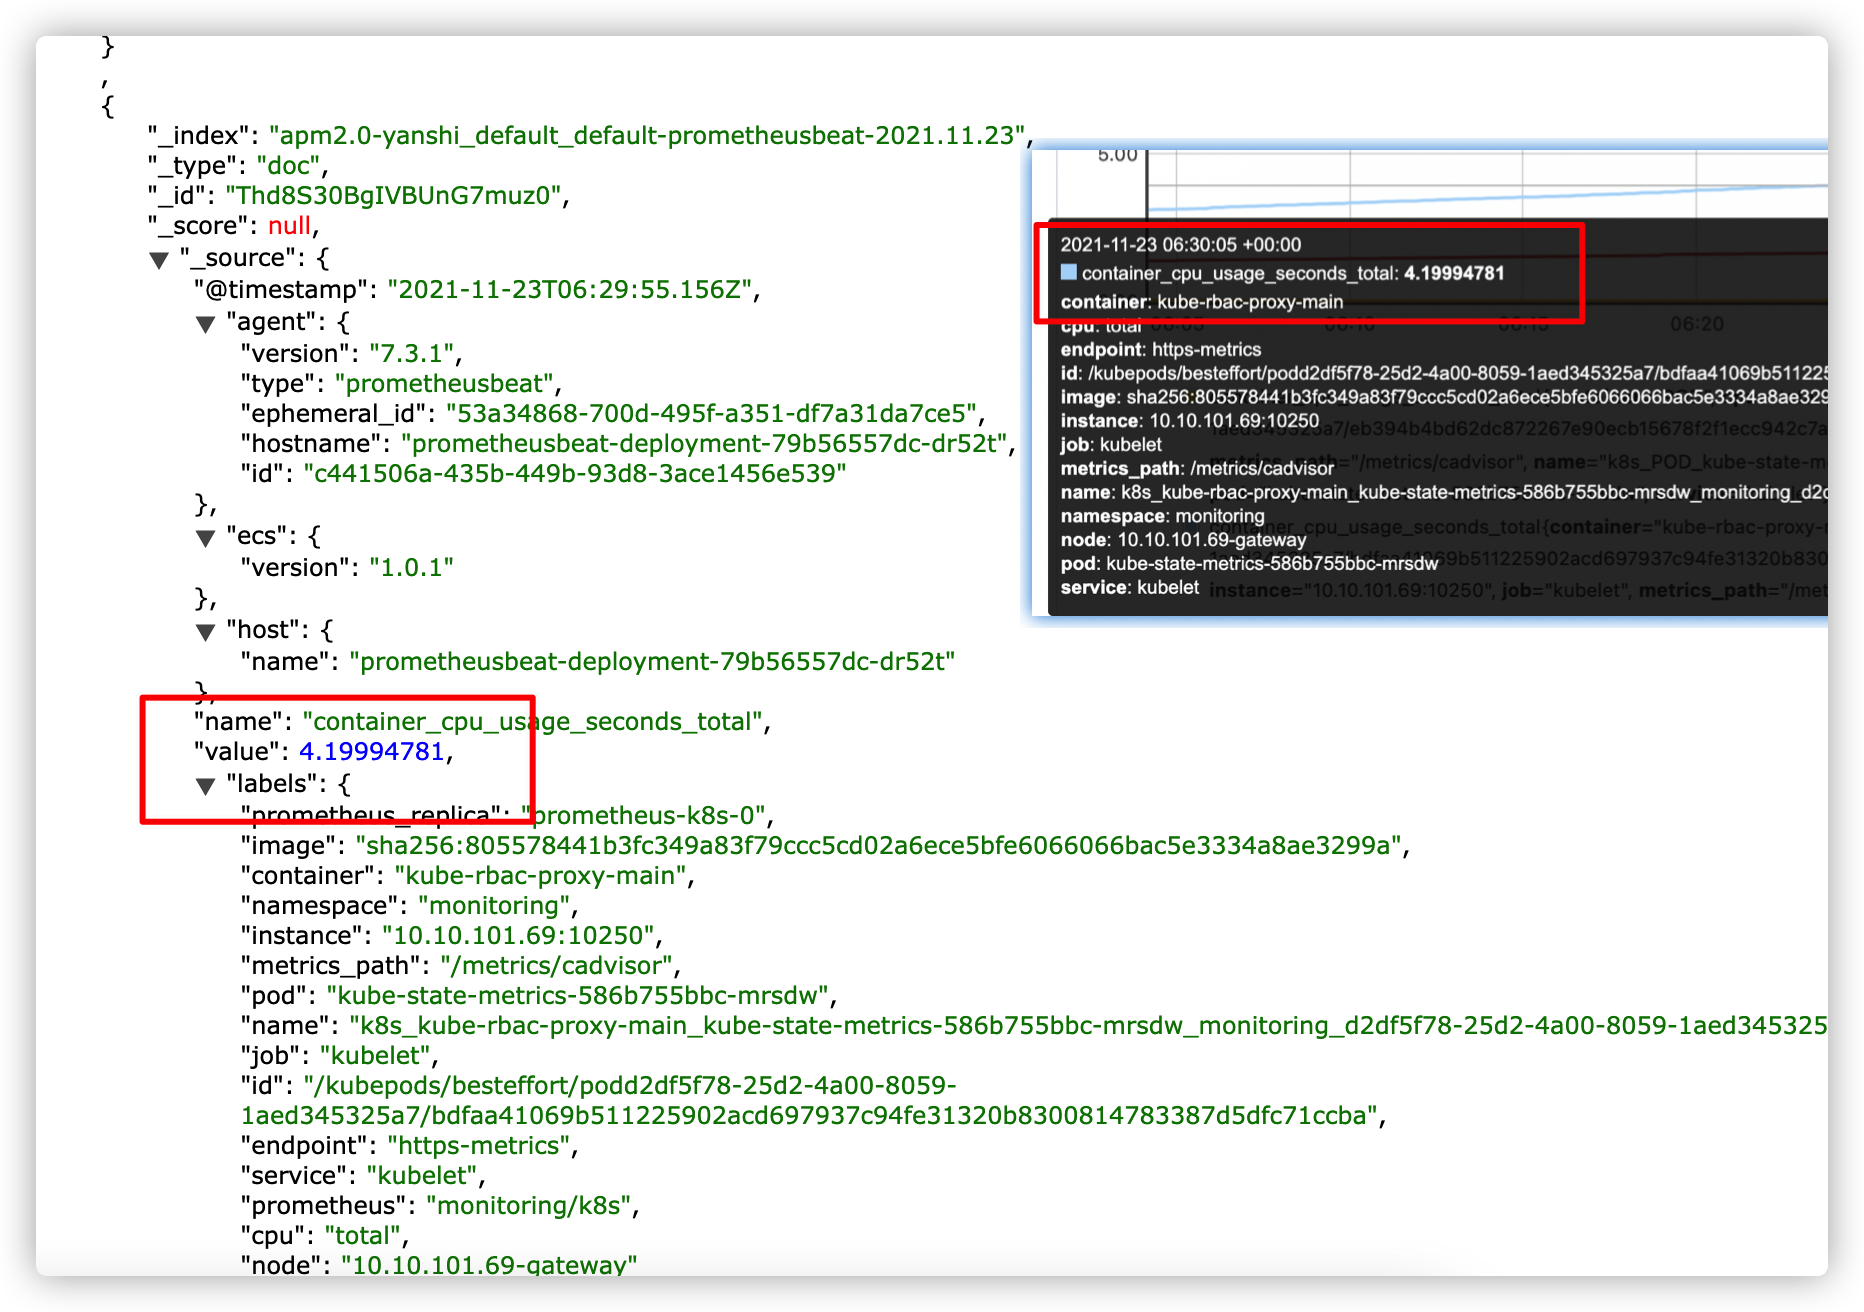 }
,
{
"_index": "apm2.0-yanshi_default_default-prometheusbeat-2021.11.23",
"_type": "doc",
"_id": "Thd8S30BgIVBUnG7muz0",
"_score": null,
▼ "_source": {
"@timestamp": "2021-11-23T06:29:55.156Z",
▼ "agent": {
"version": "7.3.1",
"type": "prometheusbeat",
"ephemeral_id": "53a34868-700d-495f-a351-df7a31da7ce5",
"hostname": "prometheusbeat-deployment-79b56557dc-dr52t",
"id": "c441506a-435b-449b-93d8-3ace1456e539"
},
▼ "ecs": {
"version": "1.0.1"
},
▼ "host": {
"name": "prometheusbeat-deployment-79b56557dc-dr52t"
},
"name": "container_cpu_usage_seconds_total",
"value": 4.19994781,
▼ "labels": {
"prometheus_replica": "prometheus-k8s-0",
"image": "sha256:805578441b3fc349a83f79ccc5cd02a6ece5bfe6066066bac5e3334a8ae3299a",
"container": "kube-rbac-proxy-main",
"namespace": "monitoring",
"instance": "10.10.101.69:10250",
"metrics_path": "/metrics/cadvisor",
"pod": "kube-state-metrics-586b755bbc-mrsdw",
"name": "k8s_kube-rbac-proxy-main_kube-state-metrics-586b755bbc-mrsdw_monitoring_d2df5f78-25d2-4a00-8059-1aed345325
"job": "kubelet",
"id": "/kubepods/besteffort/podd2df5f78-25d2-4a00-8059-
1aed345325a7/bdfaa41069b511225902acd697937c94fe31320b8300814783387d5dfc71ccba",
"endpoint": "https-metrics",
"service": "kubelet",
"prometheus": "monitoring/k8s",
"cpu": "total",
"node": "10.10.101.69-gateway"
5.00
2021-11-23 06:30:05 +00:00
container_cpu_usage_seconds_total: 4.19994781
container: kube-rbac-proxy-main
cpu: total
06:05 06:10 06:15 06:20
endpoint: https-metrics
id: /kubepods/besteffort/podd2df5f78-25d2-4a00-8059-1aed345325a7/bdfaa41069b511225
image: sha256:805578441b3fc349a83f79ccc5cd02a6ece5bfe6066066bac5e3334a8ae329
instance: 10.10.101.69:10250
job: kubelet
metrics_path: /metrics/cadvisor
name: k8s_kube-rbac-proxy-main_kube-state-metrics-586b755bbc-mrsdw_monitoring_d2d
namespace: monitoring
node: 10.10.101.69-gateway
pod: kube-state-metrics-586b755bbc-mrsdw
service: kubelet
instance="10.10.101.69:10250", job="kubelet", metrics_path="/met